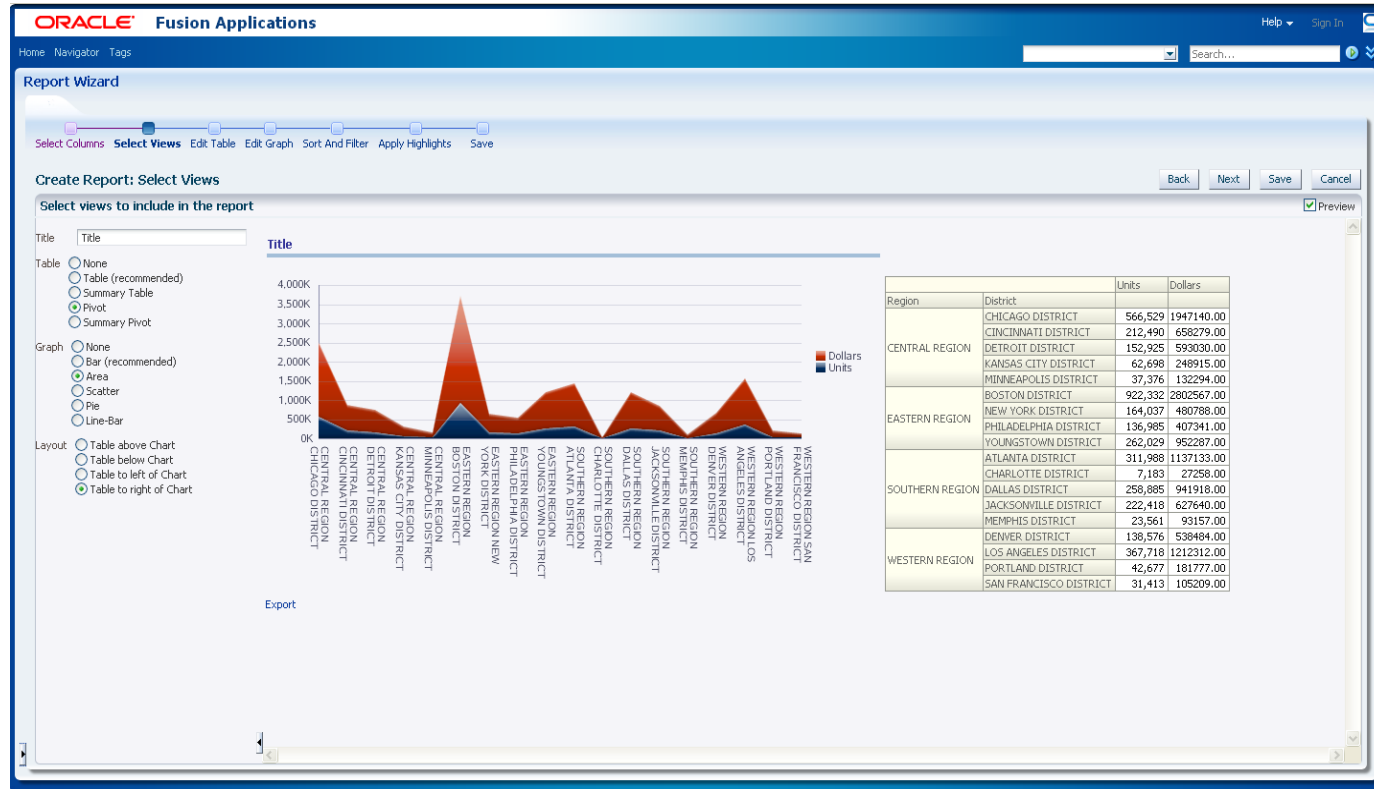 ORACLE Fusion Applications
Help Sign In
Home Navigator Tags
Search...
Report Wizard
Select Columns Select Views Edit Table Edit Graph Sort And Filter Apply Highlights Save
Create Report: Select Views
Back Next Save Cancel
Select views to include in the report
Preview
Title Title
Table None
Table (recommended)
Summary Table
Pivot
Summary Pivot
Graph None
Bar (recommended)
Area
Scatter
Pie
Line-Bar
Layout Table above Chart
Table below Chart
Table to left of Chart
Table to right of Chart
Title
4,000K
3,500K
3,000K
2,500K
2,000K
1,500K
1,000K
500K
0K
Dollars
Units
CENTRAL REGION
CHICAGO DISTRICT
CENTRAL REGION
CINCINNATI DISTRICT
CENTRAL REGION
DETROIT DISTRICT
CENTRAL REGION
KANSAS CITY DISTRICT
CENTRAL REGION
MINNEAPOLIS DISTRICT
EASTERN REGION
BOSTON DISTRICT
EASTERN REGION NEW
YORK DISTRICT
EASTERN REGION
PHILADELPHIA DISTRICT
EASTERN REGION
YOUNGSTOWN DISTRICT
SOUTHERN REGION
ATLANTA DISTRICT
SOUTHERN REGION
CHARLOTTE DISTRICT
SOUTHERN REGION
DALLAS DISTRICT
SOUTHERN REGION
JACKSONVILLE DISTRICT
SOUTHERN REGION
MEMPHIS DISTRICT
WESTERN REGION
DENVER DISTRICT
WESTERN REGION LOS
ANGELES DISTRICT
WESTERN REGION
PORTLAND DISTRICT
WESTERN REGION SAN
FRANCISCO DISTRICT
Export
Units Dollars
Region District
CENTRAL REGION
CHICAGO DISTRICT 566,529 1947140.00
CINCINNATI DISTRICT 212,490 658279.00
DETROIT DISTRICT 152,925 593030.00
KANSAS CITY DISTRICT 62,698 248915.00
MINNEAPOLIS DISTRICT 37,376 132294.00
EASTERN REGION
BOSTON DISTRICT 922,332 2802567.00
NEW YORK DISTRICT 164,037 480788.00
PHILADELPHIA DISTRICT 136,985 407341.00
YOUNGSTOWN DISTRICT 262,029 952287.00
SOUTHERN REGION
ATLANTA DISTRICT 311,988 1137133.00
CHARLOTTE DISTRICT 7,183 27258.00
DALLAS DISTRICT 258,885 941918.00
JACKSONVILLE DISTRICT 222,418 627640.00
MEMPHIS DISTRICT 23,561 93157.00
WESTERN REGION
DENVER DISTRICT 138,576 538484.00
LOS ANGELES DISTRICT 367,718 1212312.00
PORTLAND DISTRICT 42,677 181777.00
SAN FRANCISCO DISTRICT 31,413 105209.00